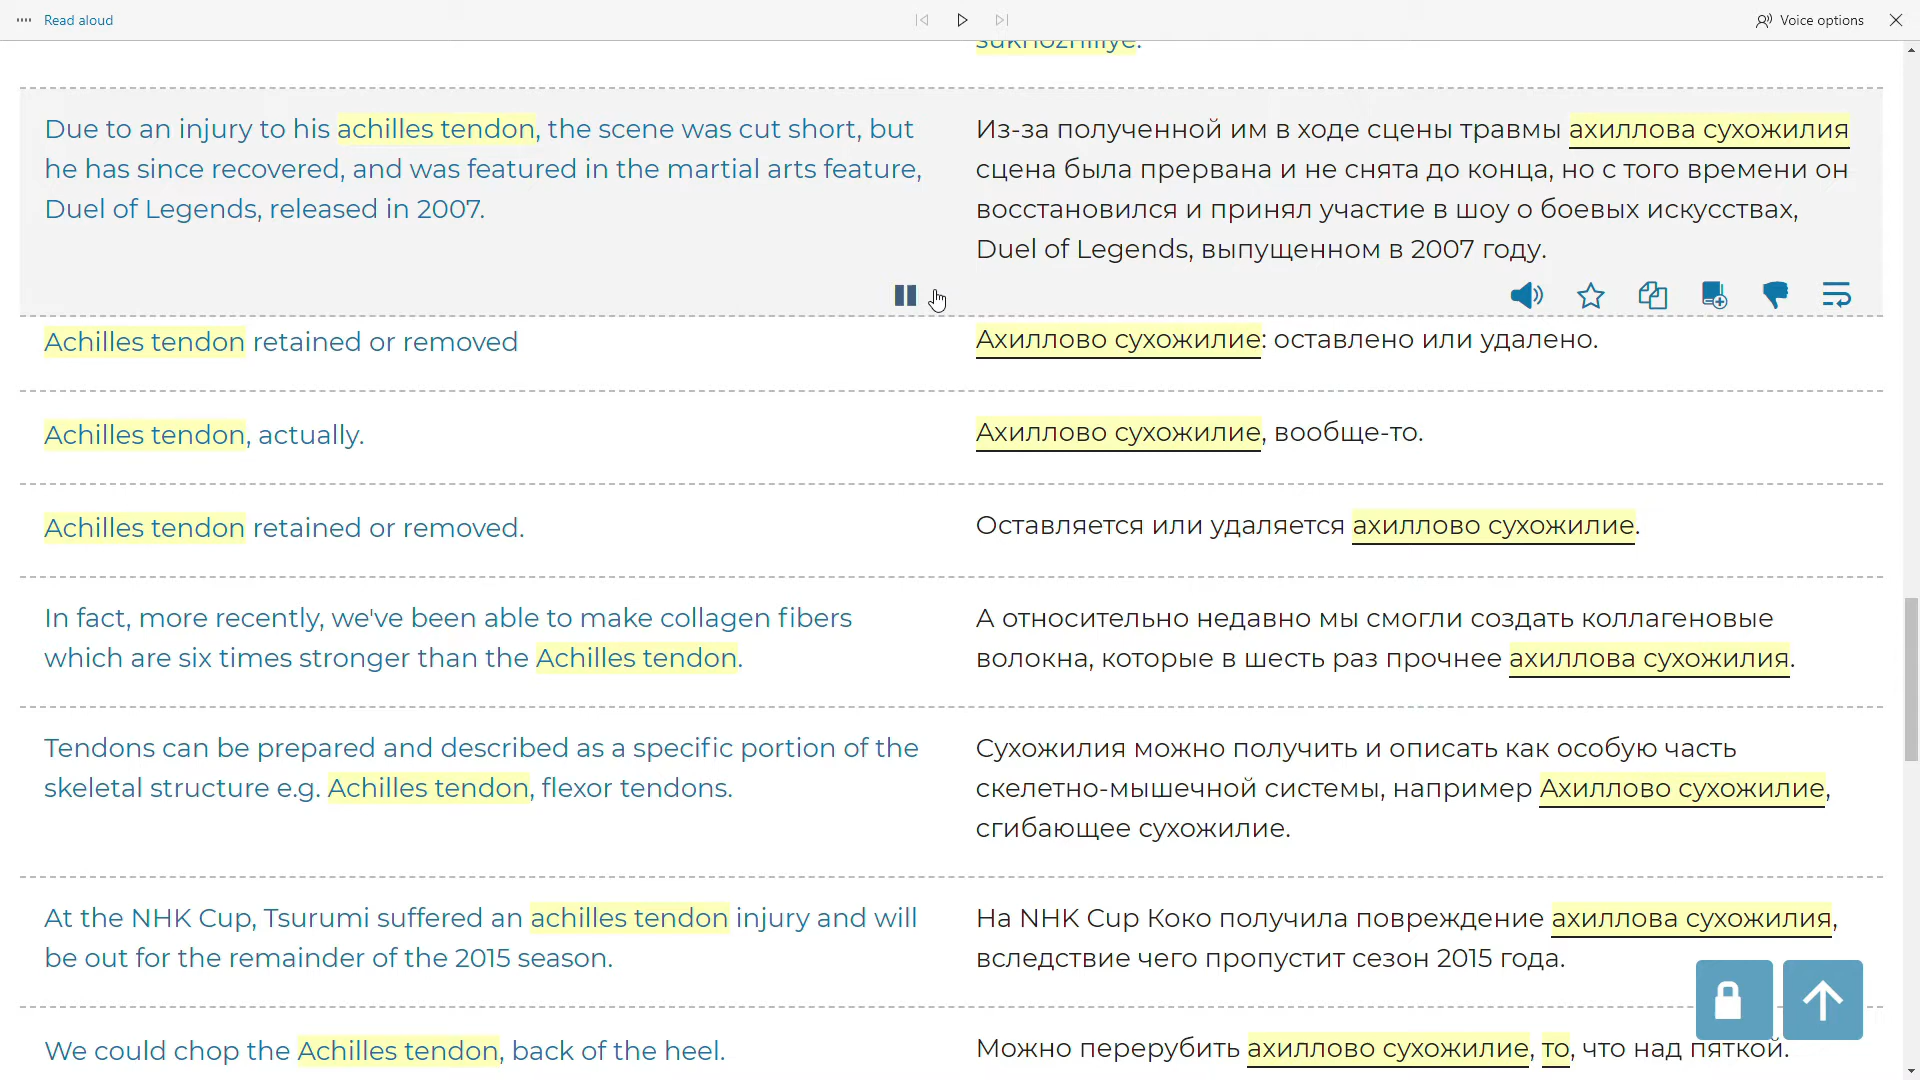 Read aloud
Voice options
sukhozhiliye.
Due to an injury to his achilles tendon, the scene was cut short, but
he has since recovered, and was featured in the martial arts feature,
Duel of Legends, released in 2007.
Из-за полученной им в ходе сцены травмы ахиллова сухожилия
сцена была прервана и не снята до конца, но с того времени он
восстановился и принял участие в шоу о боевых искусствах,
Duel of Legends, выпущенном в 2007 году.
Achilles tendon retained or removed
Ахиллово сухожилие: оставлено или удалено.
Achilles tendon, actually.
Ахиллово сухожилие, вообще-то.
Achilles tendon retained or removed.
Оставляется или удаляется ахиллово сухожилие.
In fact, more recently, we've been able to make collagen fibers
which are six times stronger than the Achilles tendon.
А относительно недавно мы смогли создать коллагеновые
волокна, которые в шесть раз прочнее ахиллова сухожилия.
Tendons can be prepared and described as a specific portion of the
skeletal structure e.g. Achilles tendon, flexor tendons.
Сухожилия можно получить и описать как особую часть
скелетно-мышечной системы, например Ахиллово сухожилие,
сгибающее сухожилие.
At the NHK Cup, Tsurumi suffered an achilles tendon injury and will
be out for the remainder of the 2015 season.
На NHK Cup Коко получила повреждение ахиллова сухожилия,
вследствие чего пропустит сезон 2015 года.
We could chop the Achilles tendon, back of the heel.
Можно перерубить ахиллово сухожилие, то, что над пяткой.